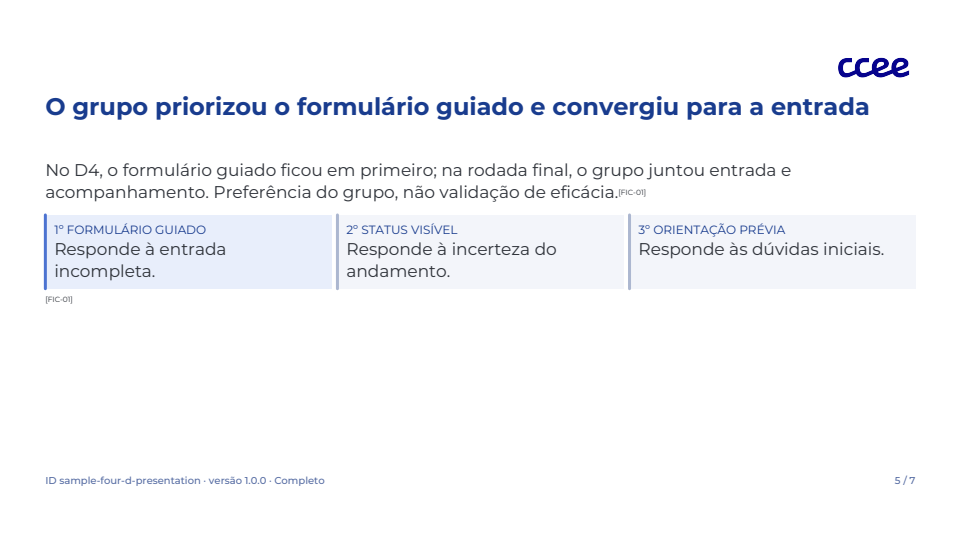 ccee
O grupo priorizou o formulário guiado e convergiu para a entrada
No D4, o formulário guiado ficou em primeiro; na rodada final, o grupo juntou entrada e
acompanhamento. Preferência do grupo, não validação de eficácia.[FIC-01]
1º FORMULÁRIO GUIADO
Responde à entrada
incompleta.
2º STATUS VISÍVEL
Responde à incerteza do
andamento.
3º ORIENTAÇÃO PRÉVIA
Responde às dúvidas iniciais.
[FIC-01]
ID sample-four-d-presentation · versão 1.0.0 · Completo
5 / 7